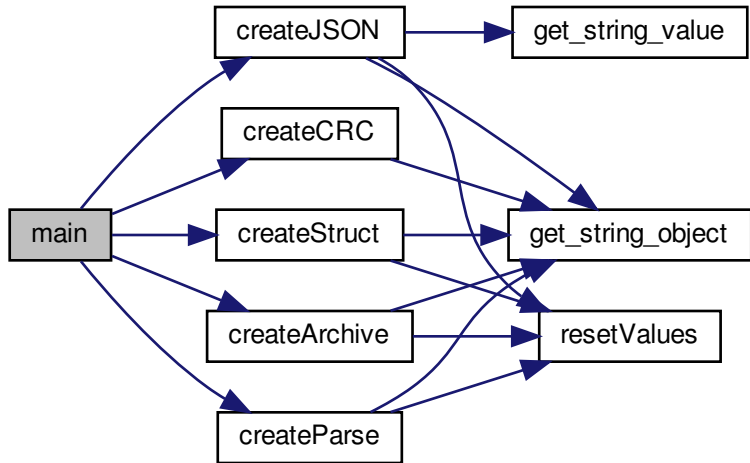 createJSON
get_string_value
createCRC
main
createStruct
get_string_object
createArchive
resetValues
createParse